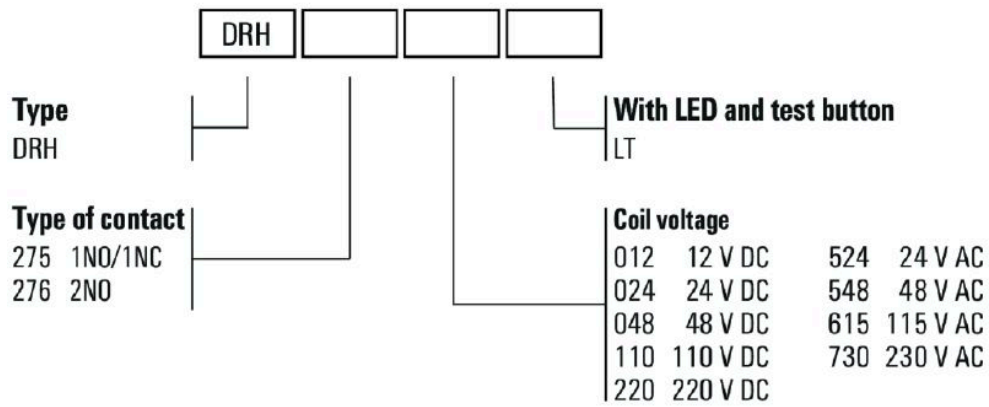 DRH
Type
DRH
With LED and test button
LT
Type of contact
275 1NO/1NC
276 2NO
Coil voltage
012 12 V DC 524 24 V AC
024 24 V DC 548 48 V AC
048 48 V DC 615 115 V AC
110 110 V DC 730 230 V AC
220 220 V DC